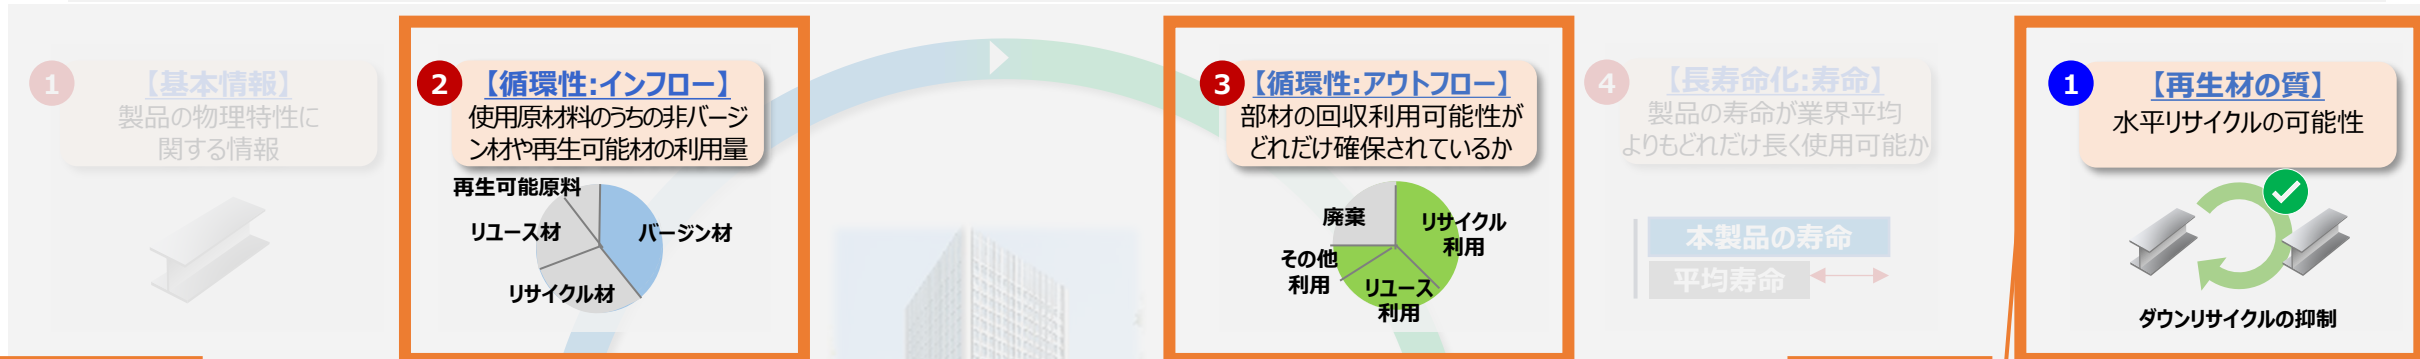 1
【基本情報】
製品の物理特性に
関する情報
2
【循環性:インフロー】
使用原材料のうちの非バージ
ン材や再生可能材の利用量
再生可能原料
リユース材
バージン材
リサイクル材
3
【循環性:アウトフロー】
部材の回収利用可能性が
どれだけ確保されているか
廃棄
リサイクル
利用
その他
利用
リユース
利用
4
【長寿命化:寿命】
製品の寿命が業界平均
よりもどれだけ長く使用可能か
本製品の寿命
平均寿命
1
【再生材の質】
水平リサイクルの可能性
ダウンリサイクルの抑制